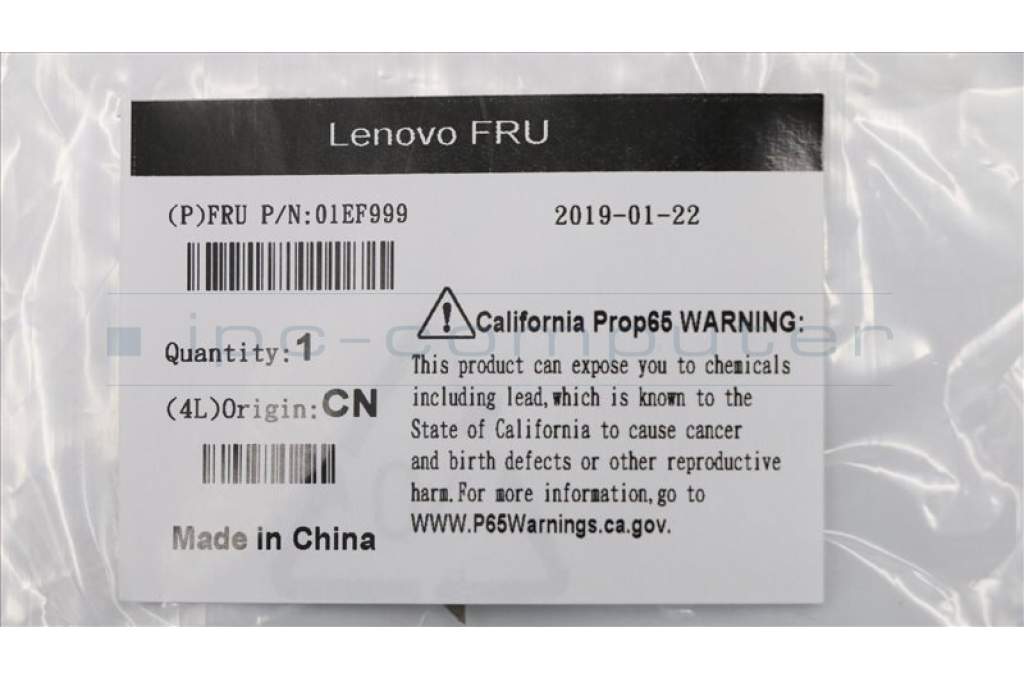 Lenovo FRU
(P)FRU P/N:01EF999
2019-01-22
ipc-computer
Quantity:1
(4L)Origin:CN
Made in China
California Prop65 WARNING:
This product can expose you to chemicals
including lead,which is known to the
State of California to cause cancer
and birth defects or other reproductive
harm.For more information,go to
WWW.P65Warnings.ca.gov.